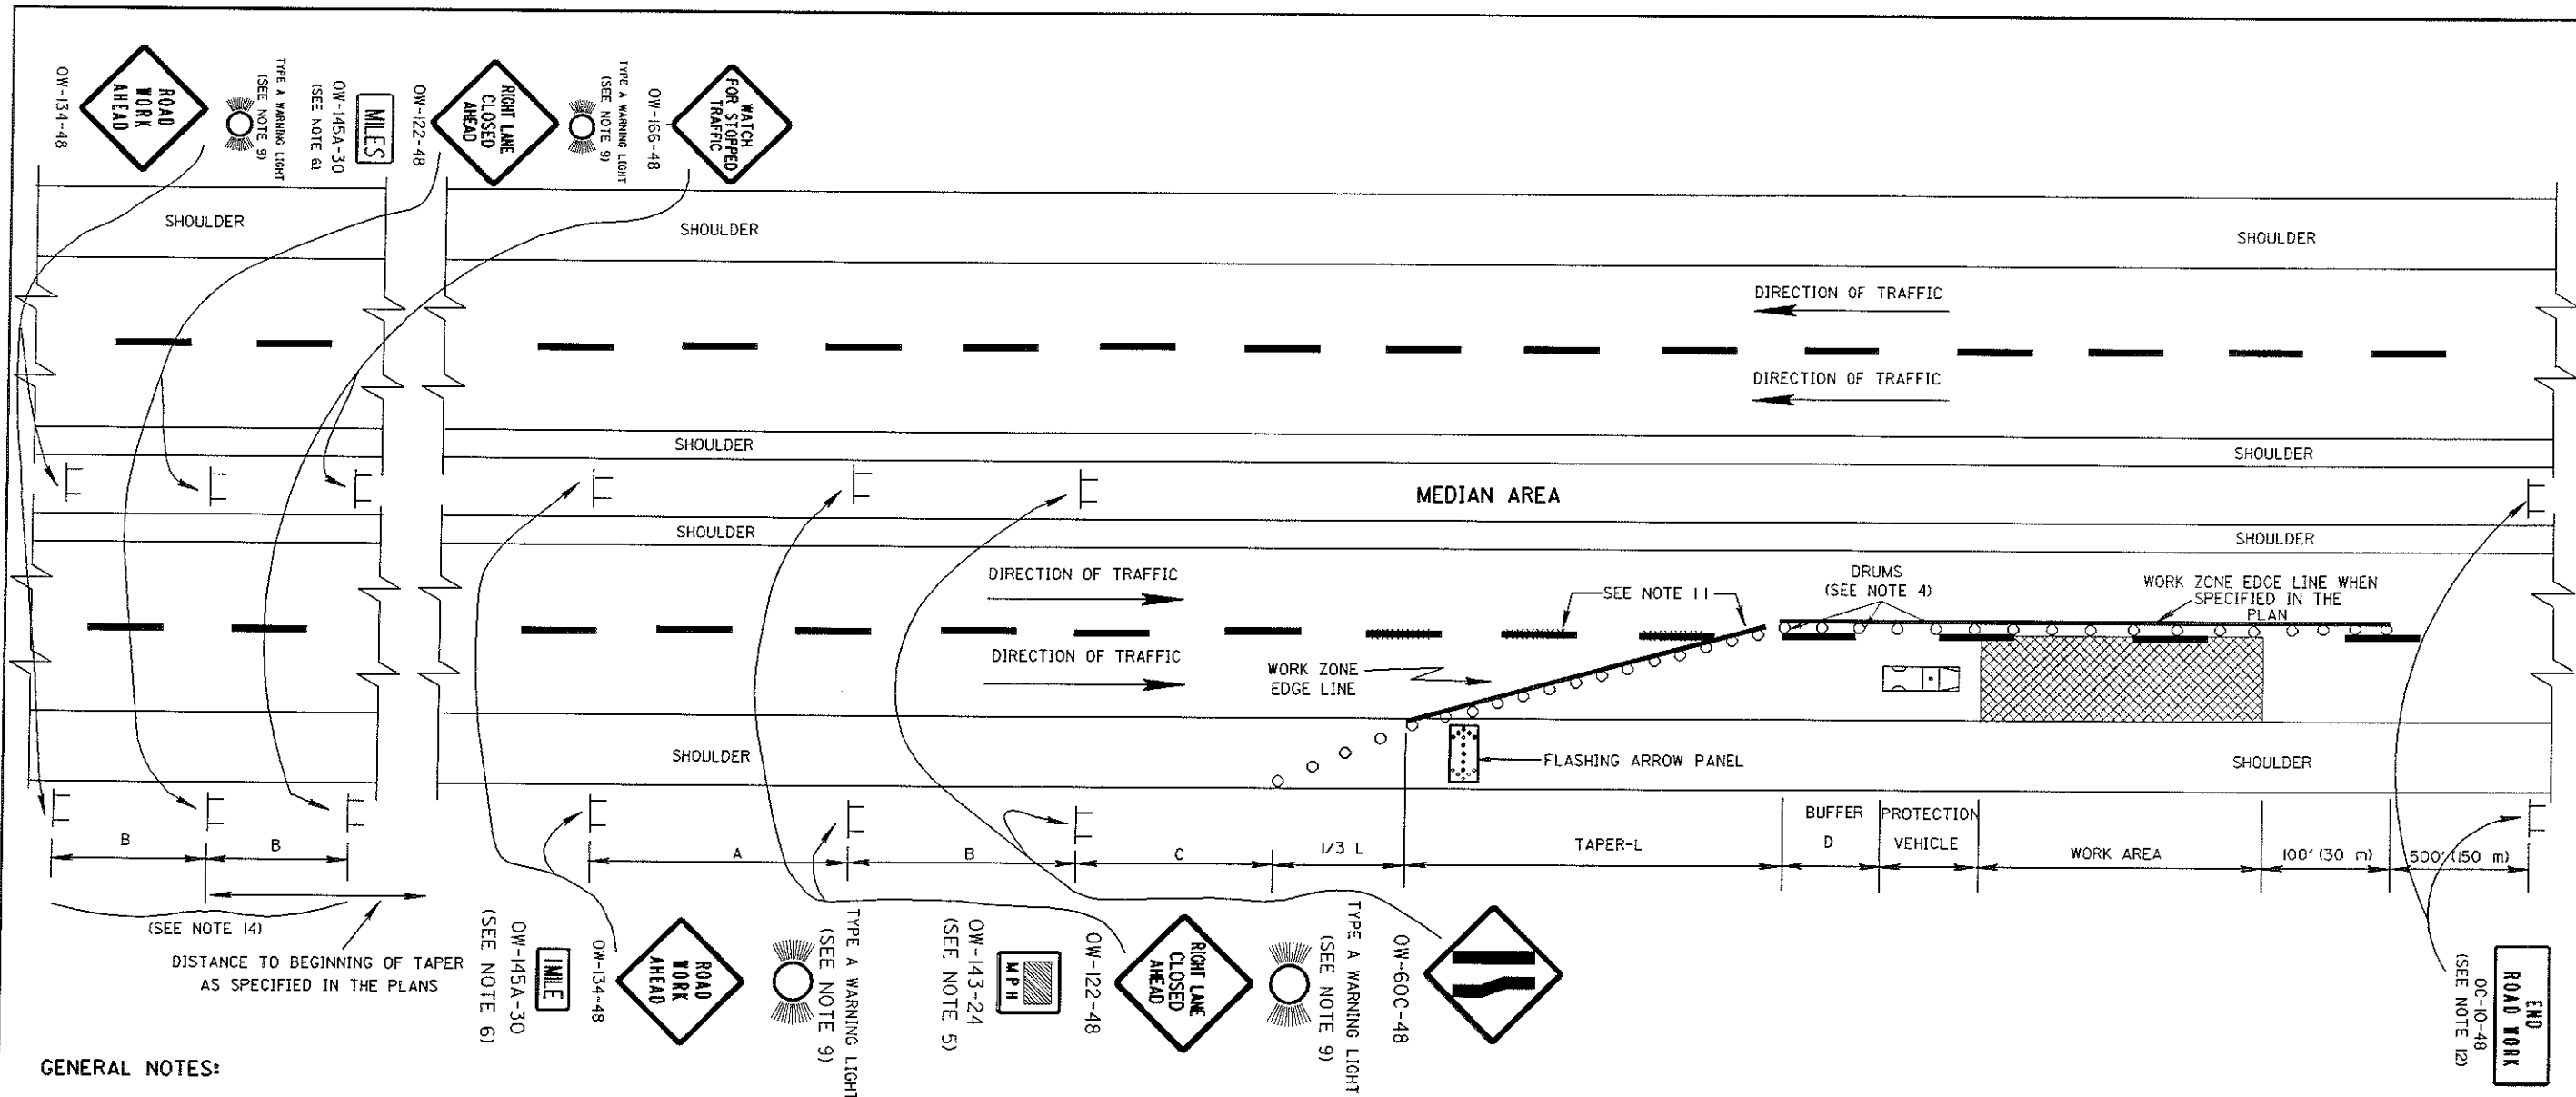 OW-134-48
ROAD
WORK
AHEAD
TYPE A WARNING LIGHT
(SEE NOTE 9)
OW-145A-30
(SEE NOTE 6)
MILES
OW-122-48
RIGHT LANE
CLOSED
AHEAD
TYPE A WARNING LIGHT
(SEE NOTE 9)
OW-166-48
WATCH
FOR STOPPED
TRAFFIC
SHOULDER
SHOULDER
SHOULDER
DIRECTION OF TRAFFIC
DIRECTION OF TRAFFIC
SHOULDER
SHOULDER
MEDIAN AREA
SHOULDER
SHOULDER
DIRECTION OF TRAFFIC
SEE NOTE 11
DRUMS
(SEE NOTE 4)
WORK ZONE EDGE LINE WHEN
SPECIFIED IN THE
PLAN
DIRECTION OF TRAFFIC
WORK ZONE
EDGE LINE
SHOULDER
FLASHING ARROW PANEL
SHOULDER
B
B
A
B
C
1/3 L
TAPER-L
BUFFER
D
PROTECTION
VEHICLE
WORK AREA
100' (30 m)
500' (150 m)
(SEE NOTE 14)
DISTANCE TO BEGINNING OF TAPER
AS SPECIFIED IN THE PLANS
OW-145A-30
(SEE NOTE 6)
1 MILE
OW-134-48
ROAD
WORK
AHEAD
TYPE A WARNING LIGHT
(SEE NOTE 9)
OW-143-24
(SEE NOTE 5)
MPH
OW-122-48
RIGHT LANE
CLOSED
AHEAD
TYPE A WARNING LIGHT
(SEE NOTE 9)
OW-60C-48
END
ROAD WORK
OC-10-48
(SEE NOTE 12)
GENERAL NOTES: